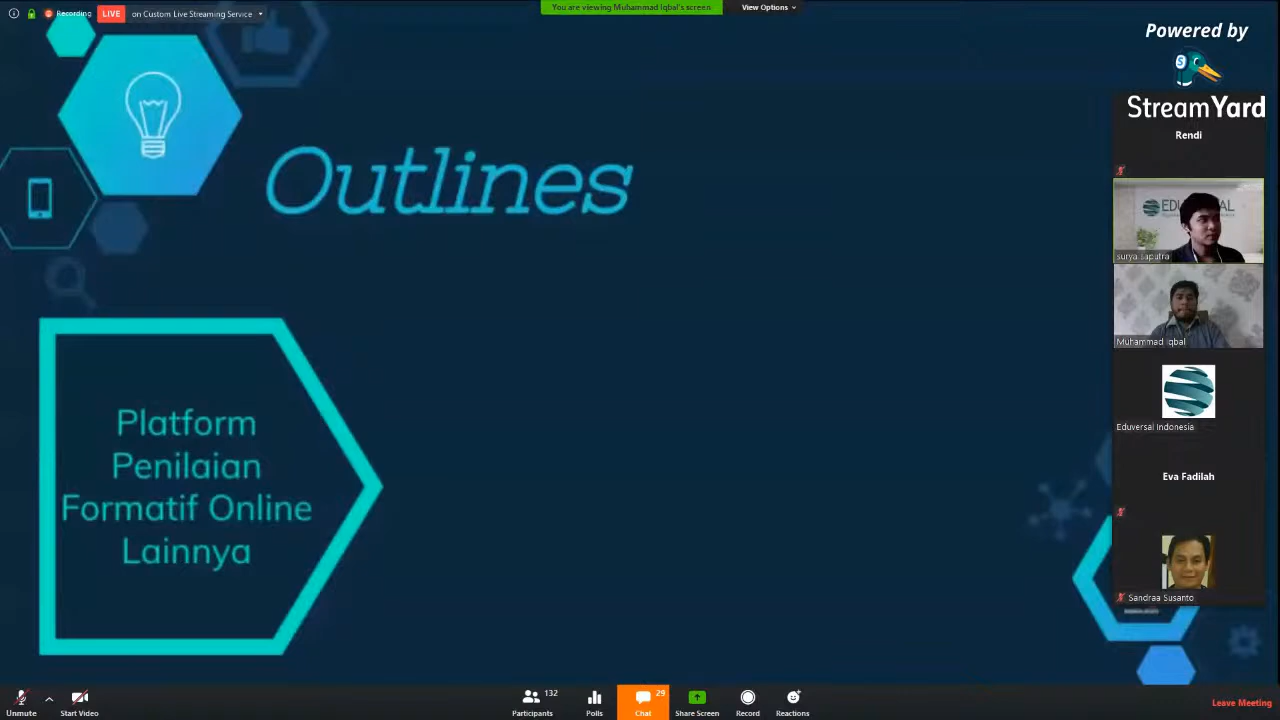 Recording
LIVE
on Custom Live Streaming Service
You are viewing Muhammad Iqbal's screen
View Options
Powered by
S
StreamYard
Rendi
Outlines
surya saputra
Muhammad Iqbal
Eduversal Indonesia
Eva Fadilah
Sandraa Susanto
Platform
Penilaian
Formatif Online
Lainnya
Unmute
Start Video
132
Participants
Polls
29
Chat
Share Screen
Record
Reactions
Leave Meeting